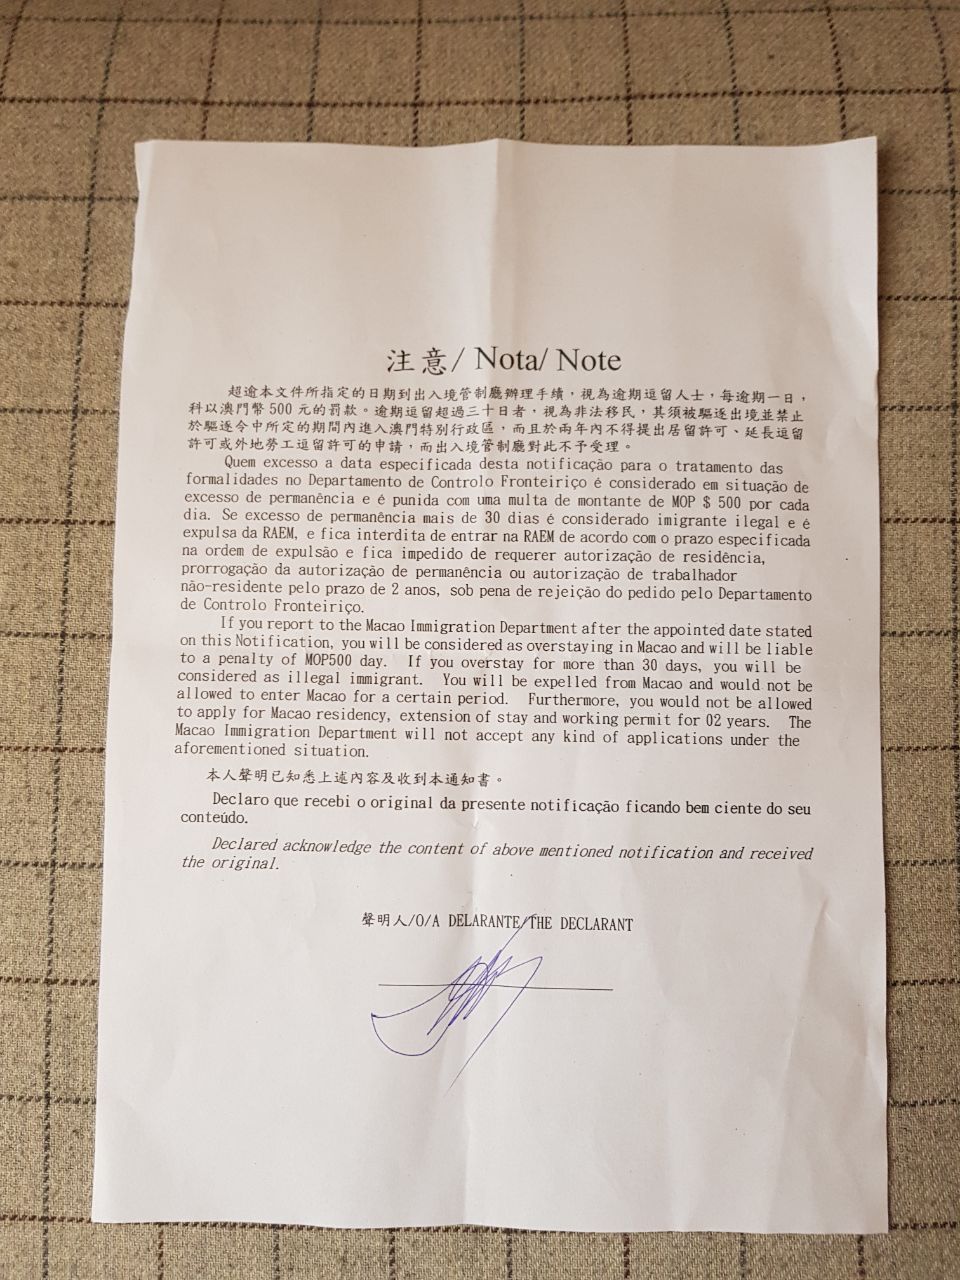 注意/ Nota/ Note
超逾本文件所指定的日期到出入境管制廳辦理手續，視為逾期逗留人士，每逾期一日，
科以澳門幣500元的罰款。逾期逗留超過三十日者，視為非法移民，其須被驅逐出境並禁止
於驅逐令中所定的期間內進入澳門特別行政區，而且於兩年內不得提出居留許可、延長逗留
許可或外地勞工逗留許可的申請，而出入境管制廳對此不予受理。
Quem excesso a data especificada desta notificação para o tratamento das
formalidades no Departamento de Controlo Fronteiriço é considerado em situação de
excesso de permanência e é punida com uma multa de montante de MOP $ 500 por cada
dia. Se excesso de permanência mais de 30 dias é considerado imigrante ilegal e é
expulsa da RAEM, e fica interdita de entrar na RAEM de acordo com o prazo especificada
na ordem de expulsão e fica impedido de requerer autorização de residência,
prorrogação da autorização de permanência ou autorização de trabalhador
não-residente pelo prazo de 2 anos, sob pena de rejeição do pedido pelo Departamento
de Controlo Fronteiriço.
If you report to the Macao Immigration Department after the appointed date stated
on this Notification, you will be considered as overstaying in Macao and will be liable
to a penalty of MOP500 day. If you overstay for more than 30 days, you will be
considered as illegal immigrant. You will be expelled from Macao and would not be
allowed to enter Macao for a certain period. Furthermore, you would not be allowed
to apply for Macao residency, extension of stay and working permit for 02 years. The
Macao Immigration Department will not accept any kind of applications under the
aforementioned situation.
本人聲明已知悉上述內容及收到本通知書。
Declaro que recebi o original da presente notificação ficando bem ciente do seu
conteúdo.
Declared acknowledge the content of above mentioned notification and received
the original.
聲明人/O/A DELARANTE/THE DECLARANT